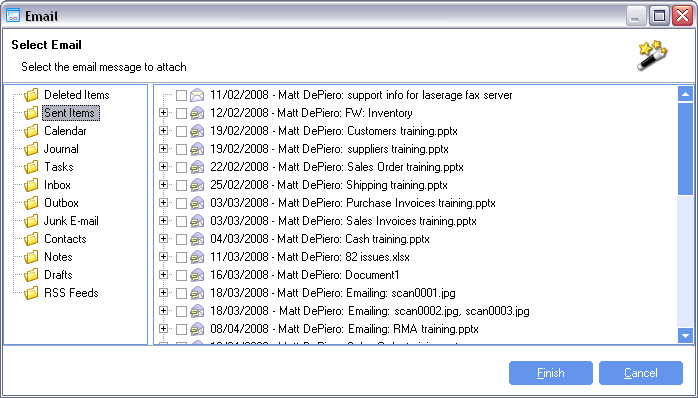 Email
Select Email
Select the email message to attach
Deleted Items
Sent Items
Calendar
Journal
Tasks
Inbox
Outbox
Junk E-mail
Contacts
Notes
Drafts
RSS Feeds
11/02/2008 - Matt DePiero: support info for laserage fax server
12/02/2008 - Matt DePiero: FW: Inventory
19/02/2008 - Matt DePiero: Customers training.pptx
19/02/2008 - Matt DePiero: suppliers training.pptx
22/02/2008 - Matt DePiero: Sales Order training.pptx
25/02/2008 - Matt DePiero: Shipping training.pptx
03/03/2008 - Matt DePiero: Purchase Invoices training.pptx
03/03/2008 - Matt DePiero: Sales Invoices training.pptx
04/03/2008 - Matt DePiero: Cash training.pptx
11/03/2008 - Matt DePiero: 82 issues.xlsx
16/03/2008 - Matt DePiero: Document1
18/03/2008 - Matt DePiero: Emailing: scan0001.jpg
18/03/2008 - Matt DePiero: Emailing: scan0002.jpg, scan0003.jpg
08/04/2008 - Matt DePiero: Emailing: RMA training.pptx
Finish
Cancel